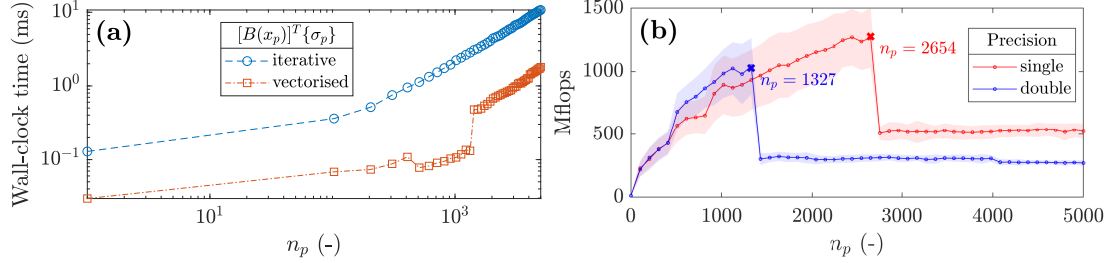 (a)
[B(x_p)]^T{σ_p}
iterative
vectorised
Wall-clock time (ms)
10^1
10^0
10^-1
10^1
10^2
10^3
n_p (-)
(b)
Precision
single
double
n_p = 2654
n_p = 1327
Mflops
1500
1000
500
0
0
1000
2000
3000
4000
5000
n_p (-)